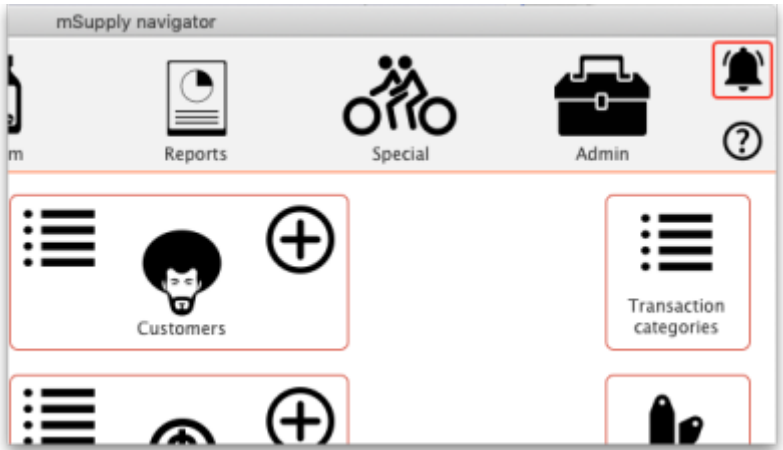 mSupply navigator
m
Reports
Special
Admin
?
Customers
Transaction
categories